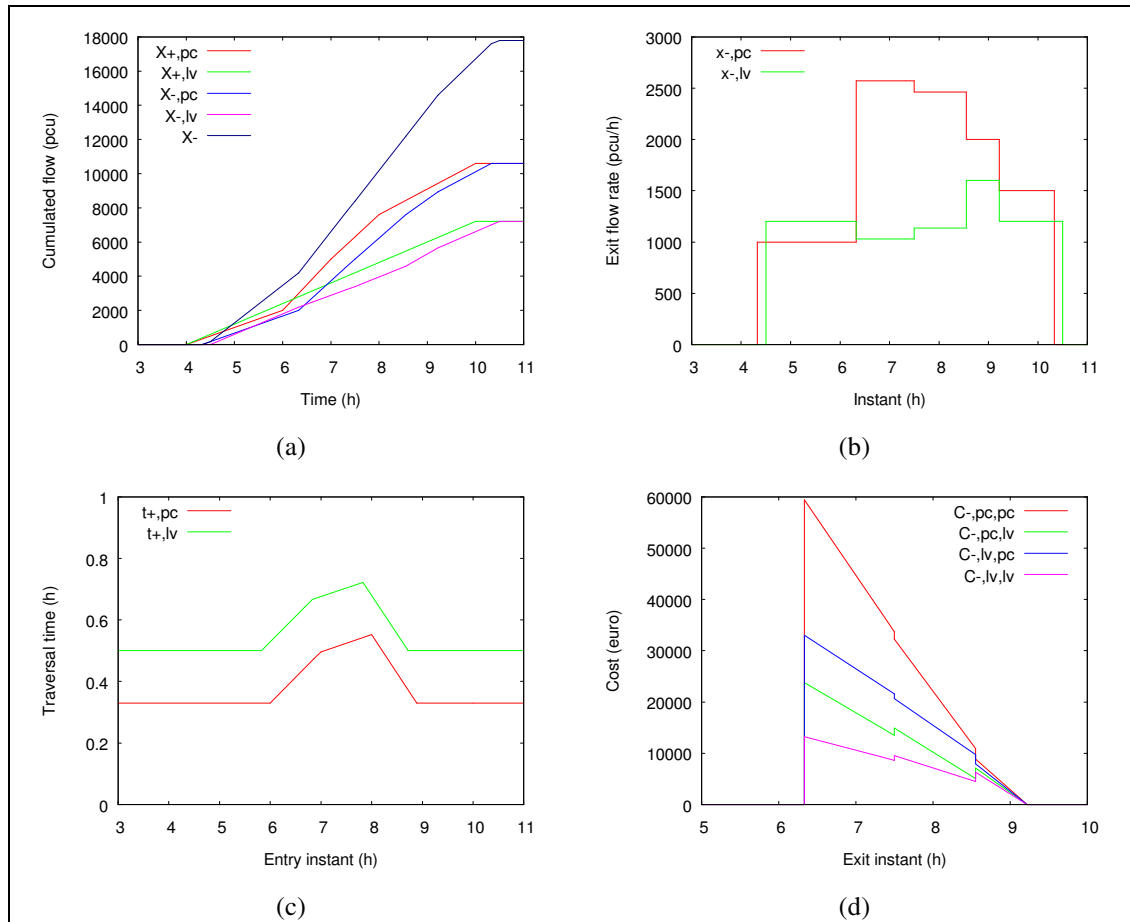 18000
16000
14000
12000
10000
8000
6000
4000
2000
0
Cumulated flow (pcu)
X+,pc
X+,lv
X-,pc
X-,lv
X-
3 4 5 6 7 8 9 10 11
Time (h)
(a)
3000
2500
2000
1500
1000
500
0
Exit flow rate (pcu/h)
x-,pc
x-,lv
3 4 5 6 7 8 9 10 11
Instant (h)
(b)
1
0.8
0.6
0.4
0.2
0
Traversal time (h)
t+,pc
t+,lv
3 4 5 6 7 8 9 10 11
Entry instant (h)
(c)
60000
50000
40000
30000
20000
10000
0
Cost (euro)
C-,pc,pc
C-,pc,lv
C-,lv,pc
C-,lv,lv
5 6 7 8 9 10
Exit instant (h)
(d)